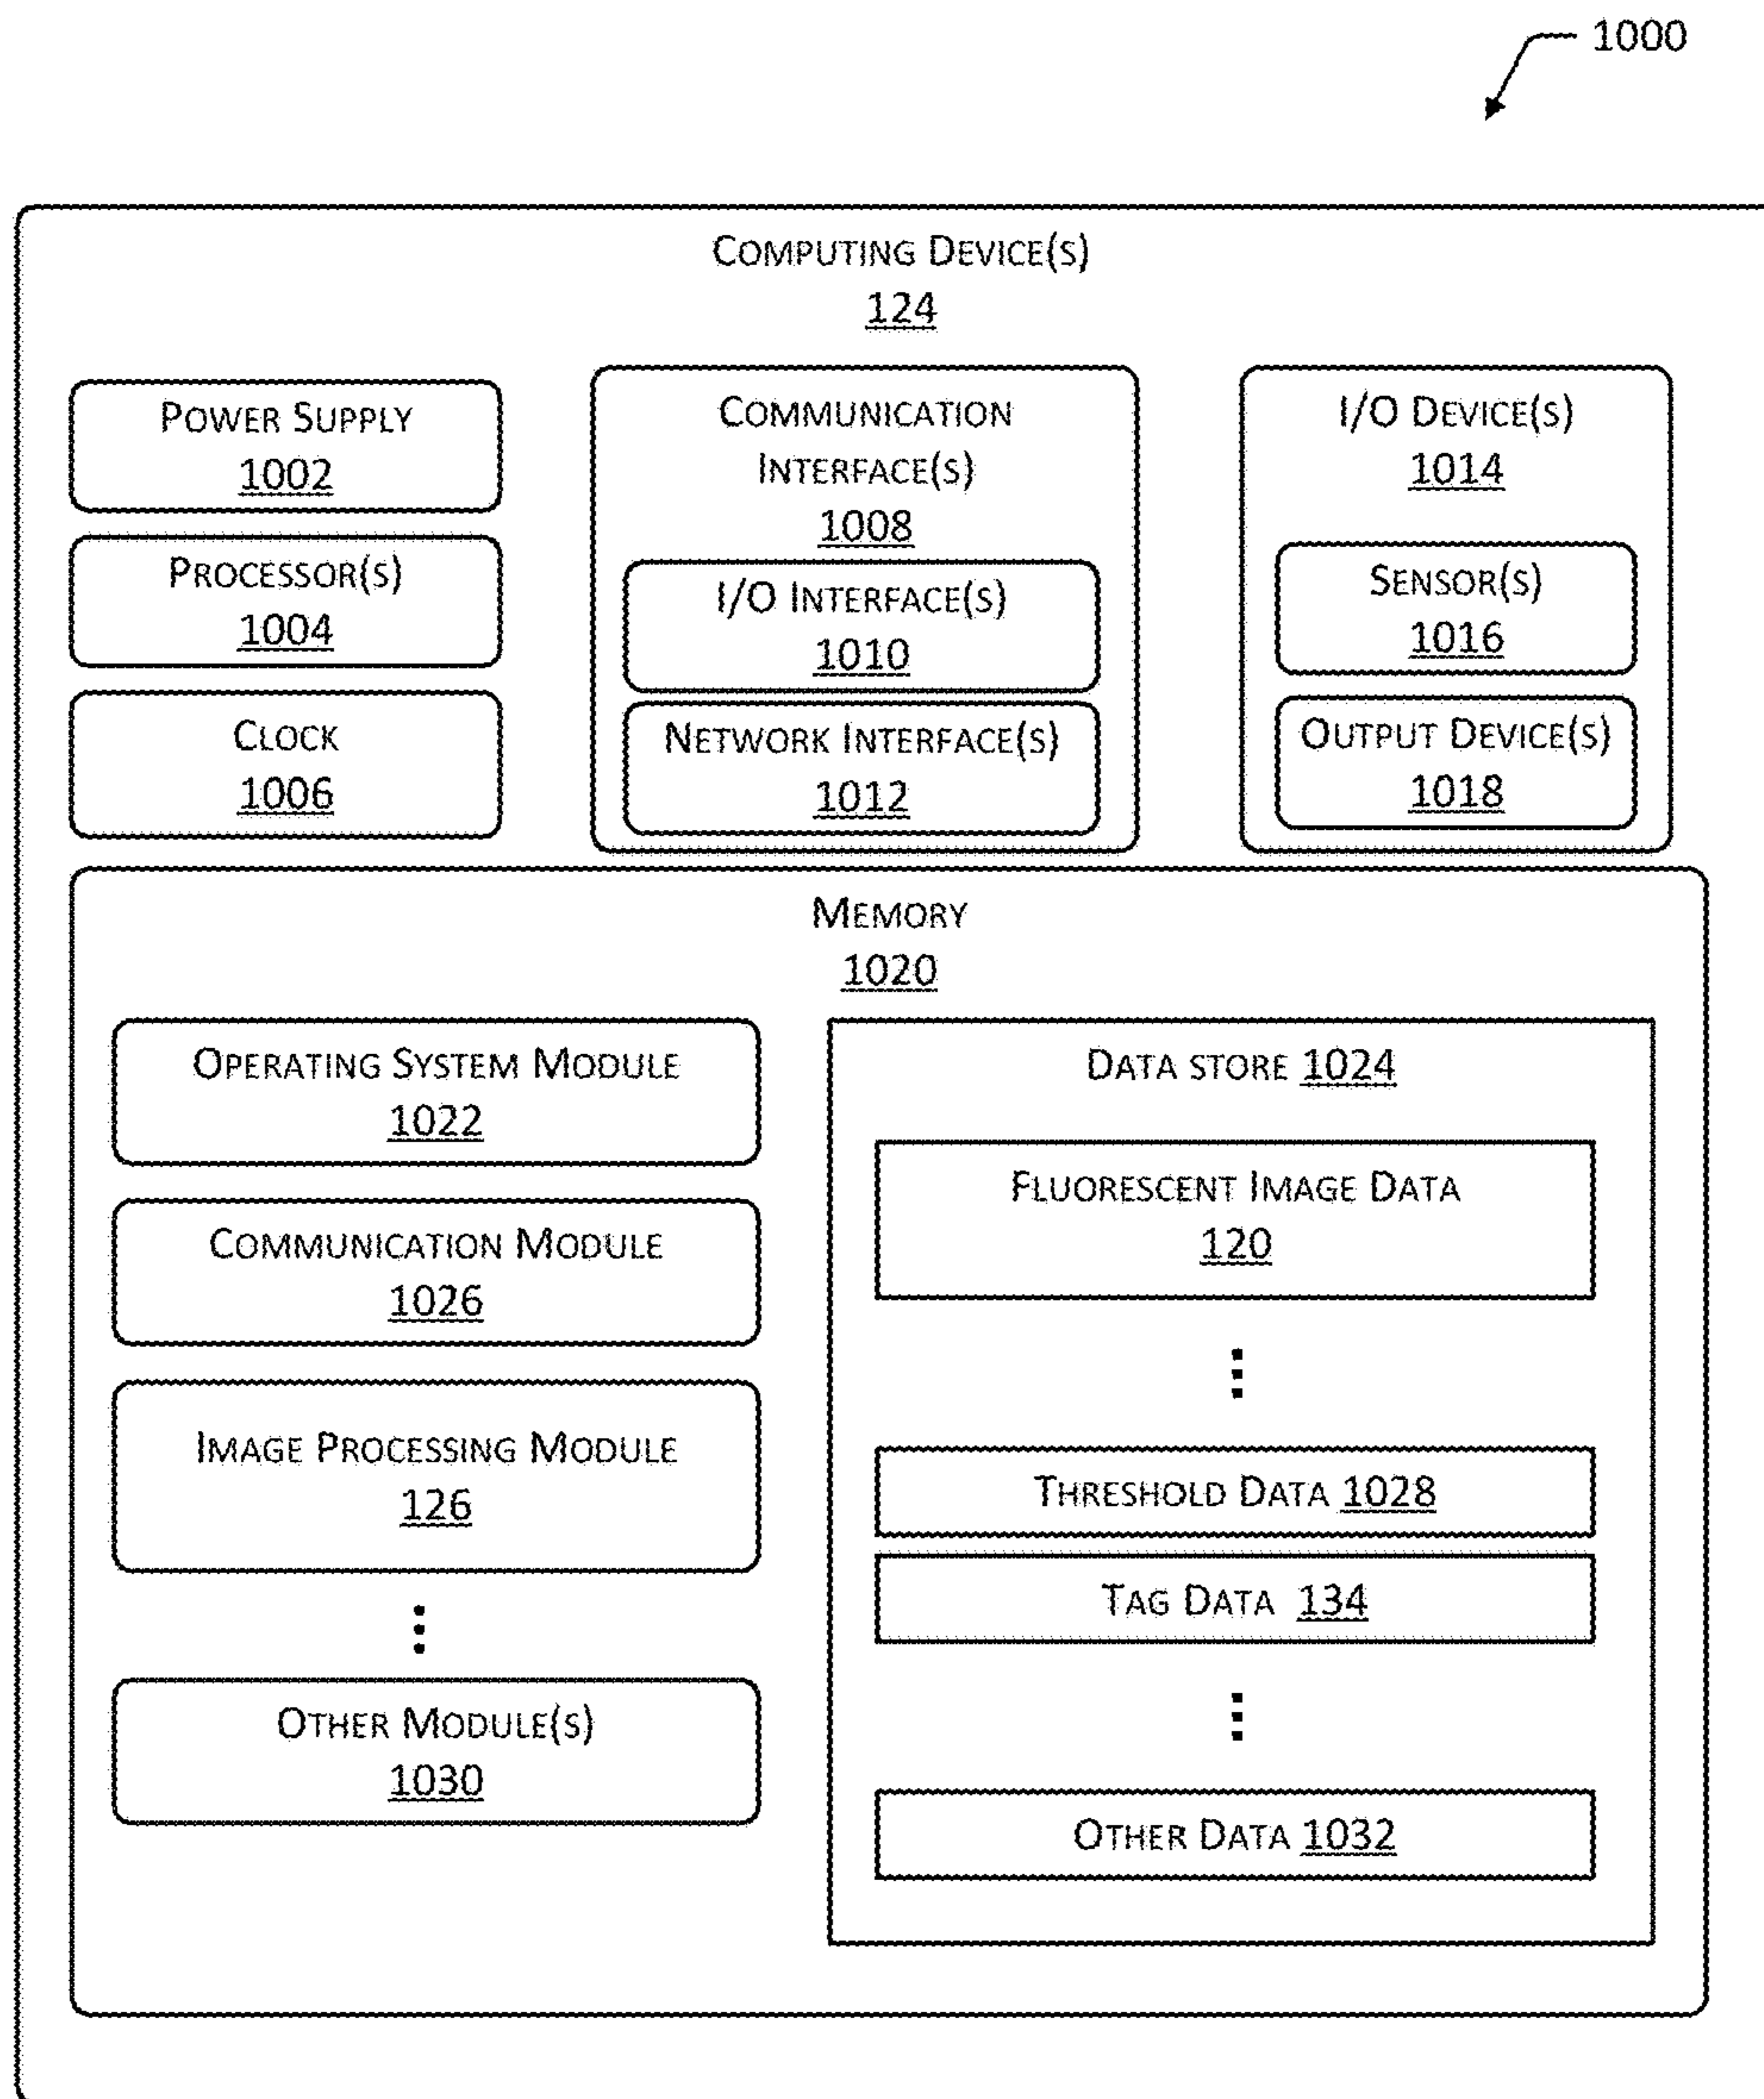 1000
COMPUTING DEVICE(S)
124
POWER SUPPLY
1002
PROCESSOR(S)
1004
CLOCK
1006
COMMUNICATION
INTERFACE(S)
1008
I/O INTERFACE(S)
1010
NETWORK INTERFACE(S)
1012
I/O DEVICE(S)
1014
SENSOR(S)
1016
OUTPUT DEVICE(S)
1018
MEMORY
1020
OPERATING SYSTEM MODULE
1022
COMMUNICATION MODULE
1026
IMAGE PROCESSING MODULE
126
OTHER MODULE(S)
1030
DATA STORE 1024
FLUORESCENT IMAGE DATA
120
THRESHOLD DATA 1028
TAG DATA 134
OTHER DATA 1032